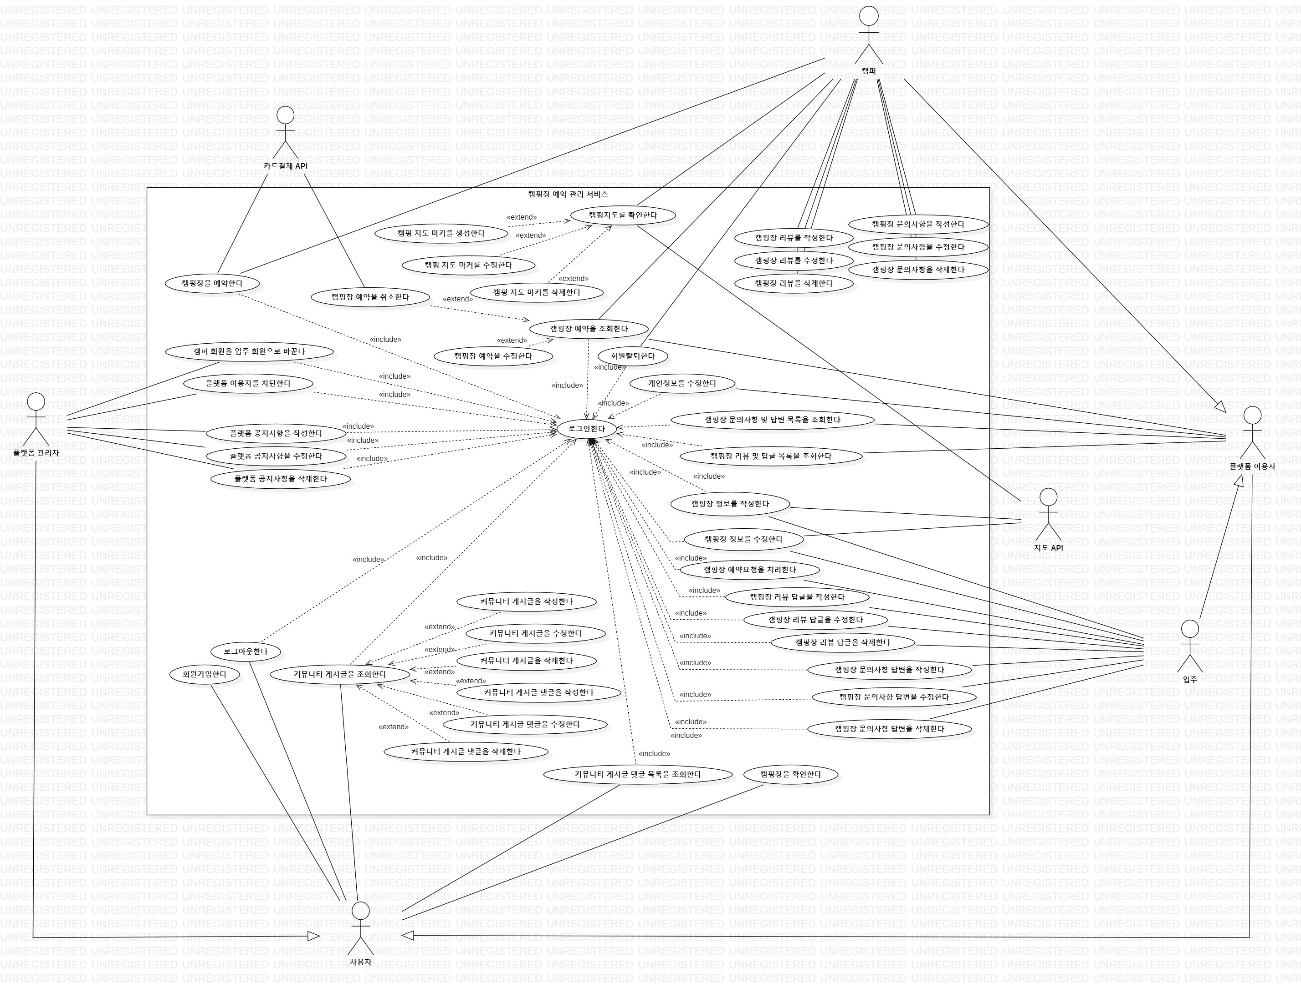 캠퍼
카드결제 API
캠핑장 예약 관리 서비스
캠핑지도를 확인한다
«extend»
캠핑 지도 마커를 생성한다
«extend»
캠핑 지도 마커를 수정한다
«extend»
캠핑 지도 마커를 삭제한다
캠핑장 리뷰를 작성한다
캠핑장 리뷰를 수정한다
캠핑장 리뷰를 삭제한다
캠핑장 문의사항을 작성한다
캠핑장 문의사항을 수정한다
캠핑장 문의사항을 삭제한다
캠핑장을 예약한다
캠핑장 예약을 취소한다
«extend»
캠핑장 예약을 조회한다
«extend»
캠핑장 예약을 수정한다
회원탈퇴한다
«include»
«include»
캠퍼 회원을 업주 회원으로 바꾼다
«include»
플랫폼 이용자를 차단한다
«include»
«include»
개인정보를 수정한다
«include»
플랫폼 관리자
플랫폼 공지사항을 작성한다
«include»
플랫폼 공지사항을 수정한다
«include»
플랫폼 공지사항을 삭제한다
«include»
로그인한다
캠핑장 문의사항 및 답변 목록을 조회한다
«include»
캠핑장 리뷰 및 답글 목록을 조회한다
«include»
«include»
플랫폼 이용자
캠핑장 정보를 작성한다
캠핑장 정보를 수정한다
지도 API
«include»
캠핑장 예약요청을 처리한다
«include»
캠핑장 리뷰 답글을 작성한다
«include»
캠핑장 리뷰 답글을 수정한다
«include»
캠핑장 리뷰 답글을 삭제한다
«include»
캠핑장 문의사항 답변을 작성한다
«include»
캠핑장 문의사항 답변을 수정한다
«include»
캠핑장 문의사항 답변을 삭제한다
«include»
업주
«include»
«include»
커뮤니티 게시글을 작성한다
«extend»
커뮤니티 게시글을 수정한다
«extend»
로그아웃한다
커뮤니티 게시글을 삭제한다
«extend»
회원가입한다
커뮤니티 게시글을 조회한다
«extend»
커뮤니티 게시글 댓글을 작성한다
«extend»
커뮤니티 게시글 댓글을 수정한다
«extend»
커뮤니티 게시글 댓글을 삭제한다
«include»
커뮤니티 게시글 댓글 목록을 조회한다
캠핑장을 확인한다
사용자
UNREGISTERED